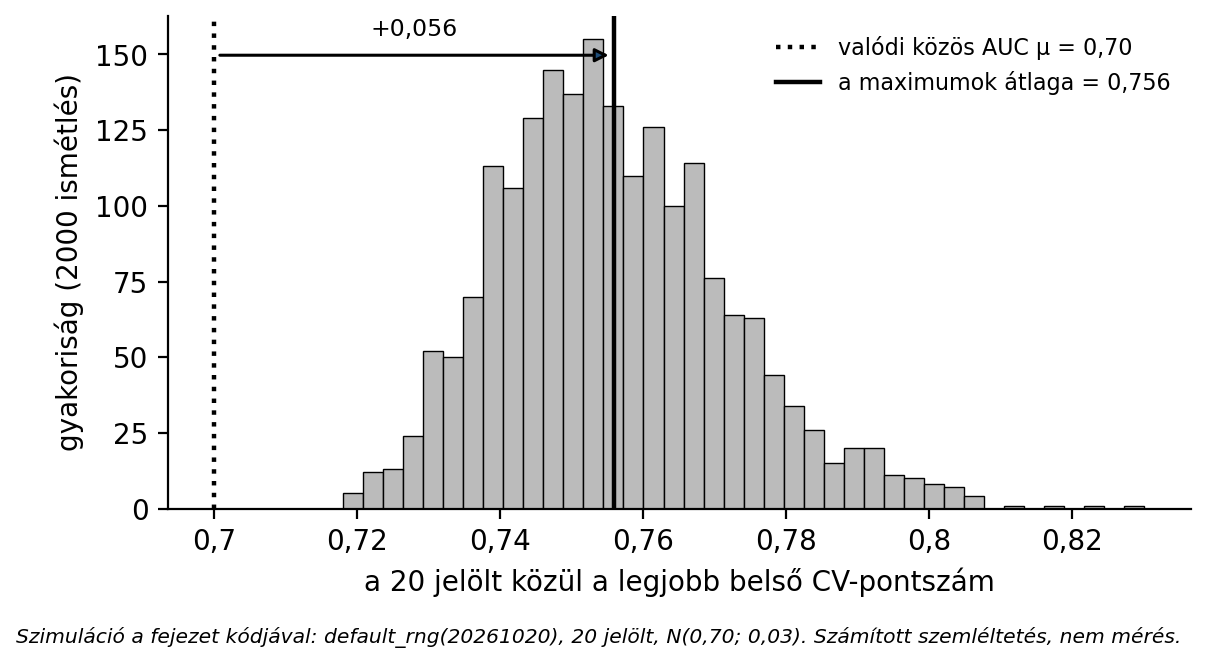 +0,056
valódi közös AUC μ = 0,70
a maximumok átlaga = 0,756
gyakoriság (2000 ismétlés)
150
125
100
75
50
25
0
0,7 0,72 0,74 0,76 0,78 0,8 0,82
a 20 jelölt közül a legjobb belső CV-pontszám
Szimuláció a fejezet kódjával: default_rng(20261020), 20 jelölt, N(0,70; 0,03). Számított szemléltetés, nem mérés.